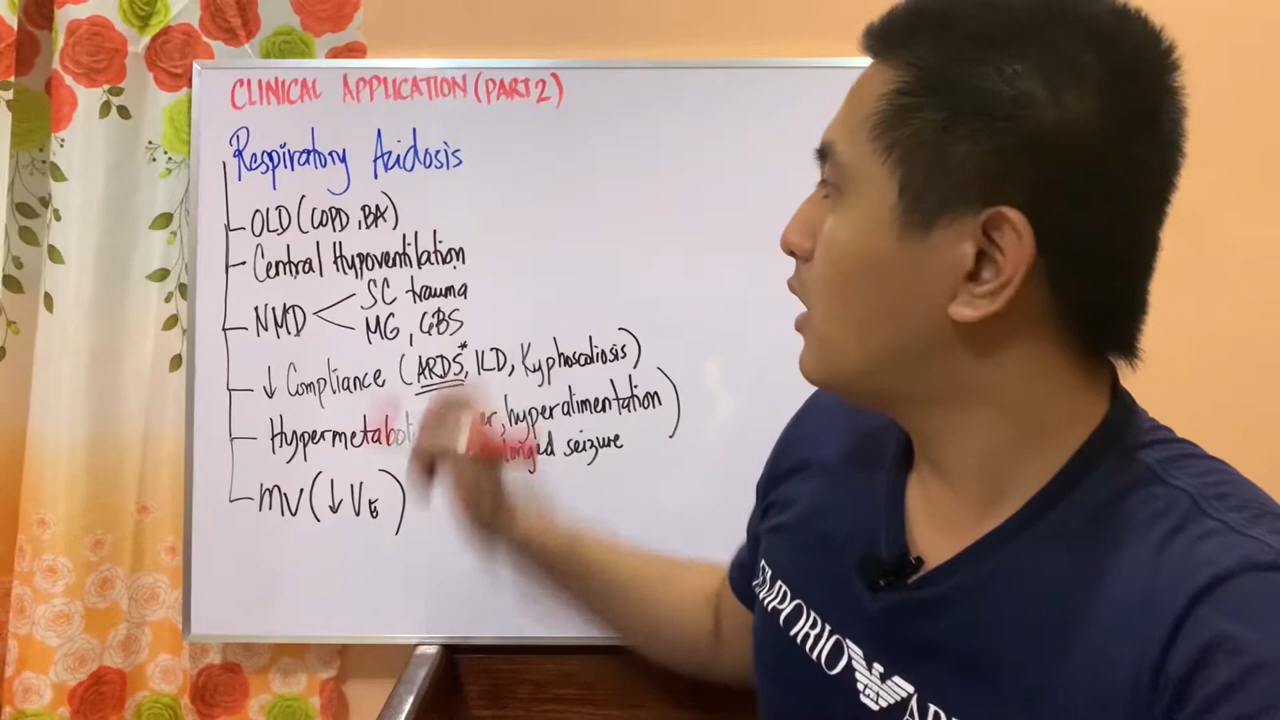 CLINICAL APPLICATION (PART 2)
Respiratory Acidosis
OLD (COPD, BA)
Central Hypoventilation
NMD < SC trauma
MG, GBS
↓ Compliance (ARDS*, ILD, Kyphoscoliosis)
hyperalimentation)
seizure
MV (↓ VE)
EMPORIO